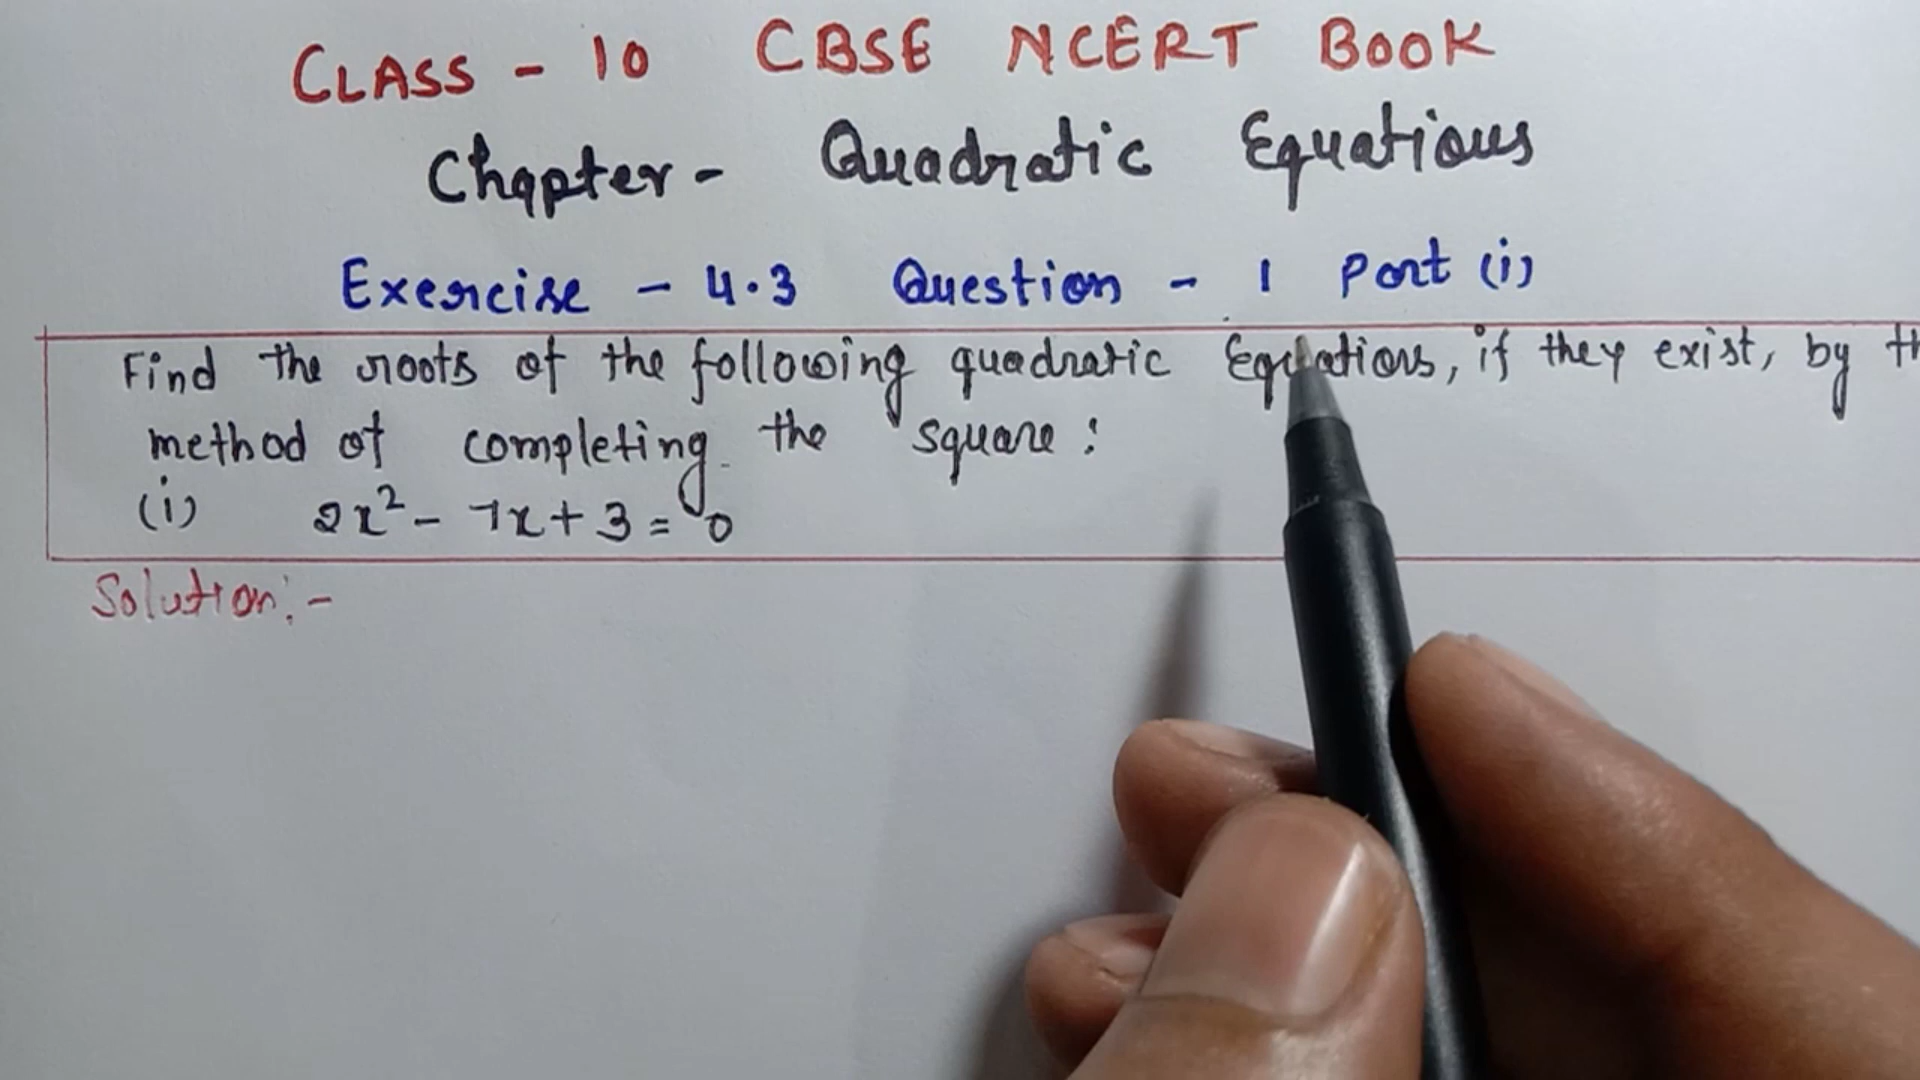 CLASS - 10 CBSE NCERT BOOK
Chapter - Quadratic Equations
Exercise - 4.3 Question - 1 Part (i)
Find the roots of the following quadratic Equations, if they exist, by th
method of completing the square :
(i) 2x² - 7x + 3 = 0
Solution :-